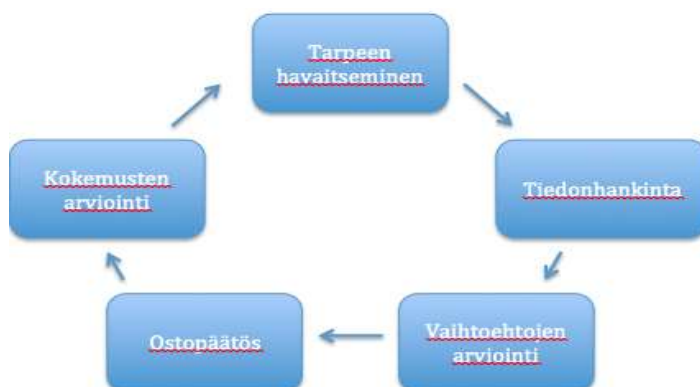 Tarpeen
havaitseminen
Tiedonhankinta
Vaihtoehtojen
arviointi
Ostopäätös
Kokemusten
arviointi